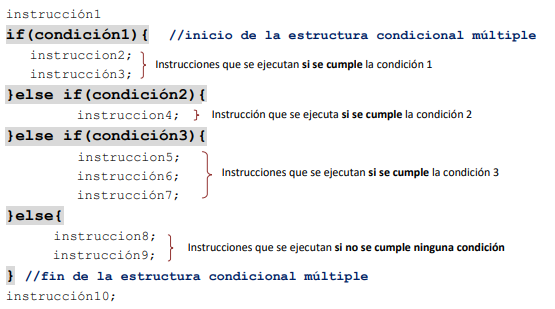 instrucción1
if(condición1){ //inicio de la estructura condicional múltiple
instruccion2;
instrucción3; } Instrucciones que se ejecutan si se cumple la condición 1
}else if(condición2){
instruccion4; } Instrucción que se ejecuta si se cumple la condición 2
}else if(condición3){
instruccion5;
instrucción6; } Instrucciones que se ejecutan si se cumple la condición 3
instrucción7;
}else{
instruccion8;
instrucción9; } Instrucciones que se ejecutan si no se cumple ninguna condición
} //fin de la estructura condicional múltiple
instrucción10;